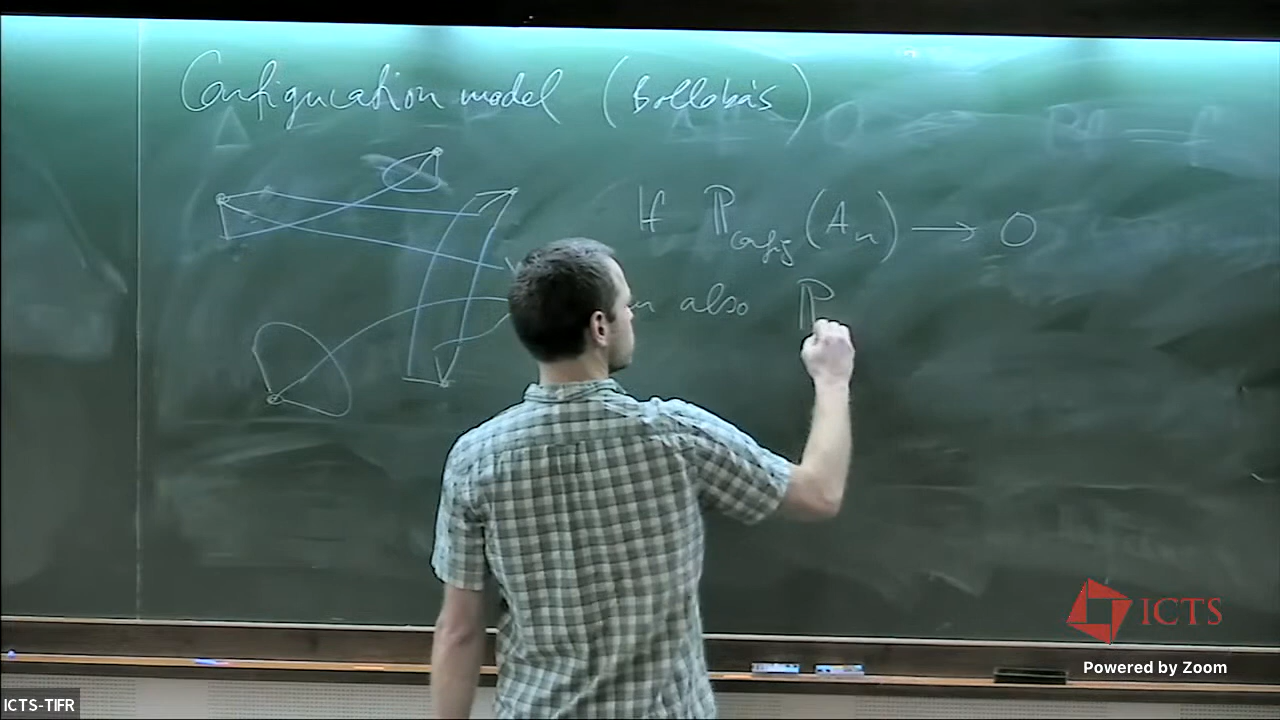 Configuration model (Bollobás)
If ℙ_config (A_n) → 0
also ℙ
ICTS
Powered by Zoom
ICTS-TIFR